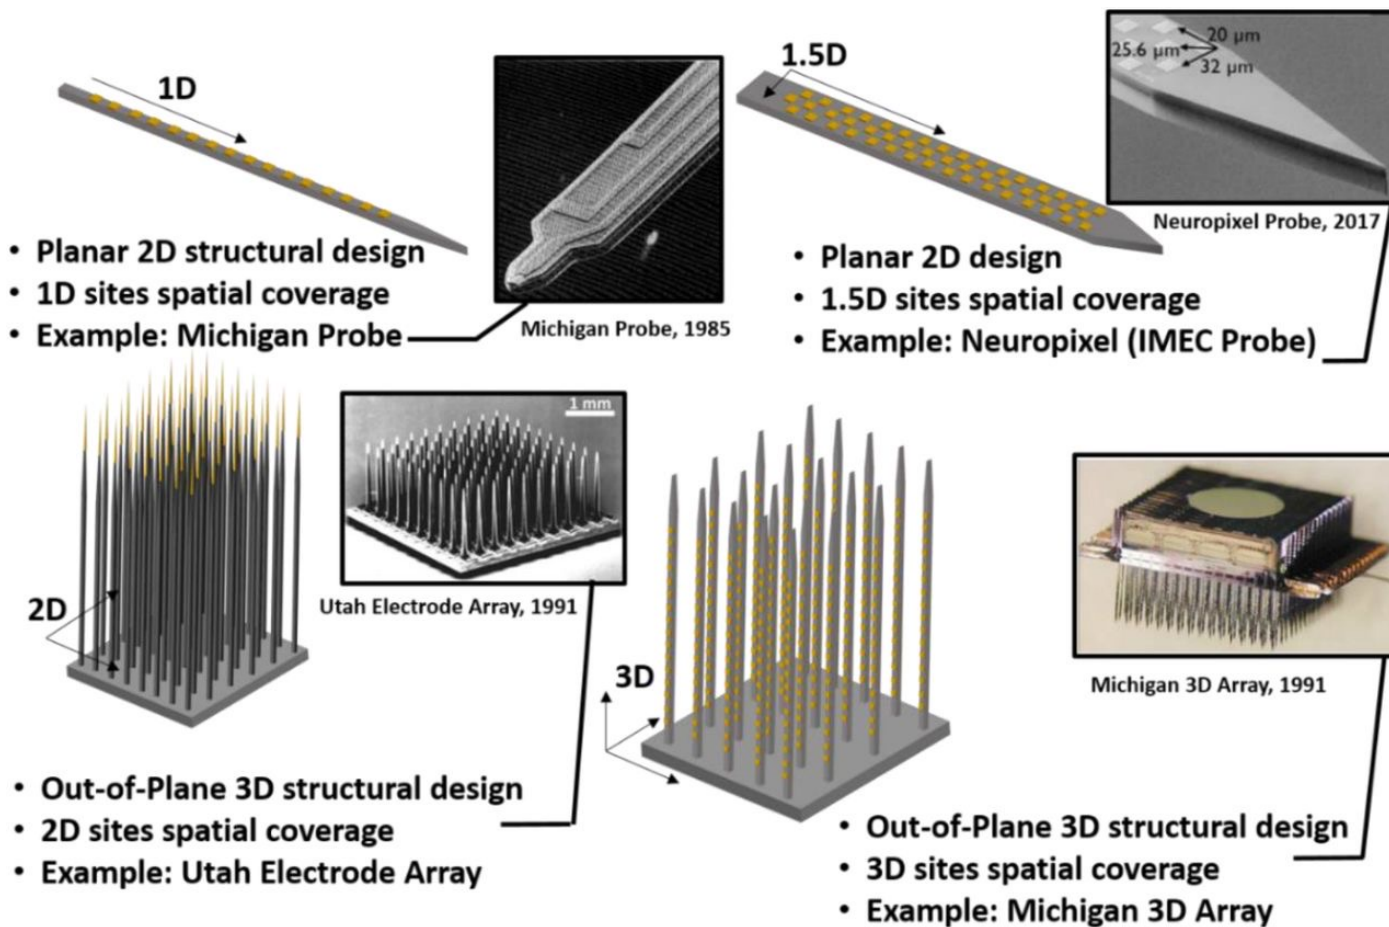 1D
• Planar 2D structural design
• 1D sites spatial coverage
• Example: Michigan Probe
Michigan Probe, 1985
1.5D
20 µm
25.6 µm
32 µm
Neuropixel Probe, 2017
• Planar 2D design
• 1.5D sites spatial coverage
• Example: Neuropixel (IMEC Probe)
2D
1 mm
Utah Electrode Array, 1991
• Out-of-Plane 3D structural design
• 2D sites spatial coverage
• Example: Utah Electrode Array
3D
Michigan 3D Array, 1991
• Out-of-Plane 3D structural design
• 3D sites spatial coverage
• Example: Michigan 3D Array